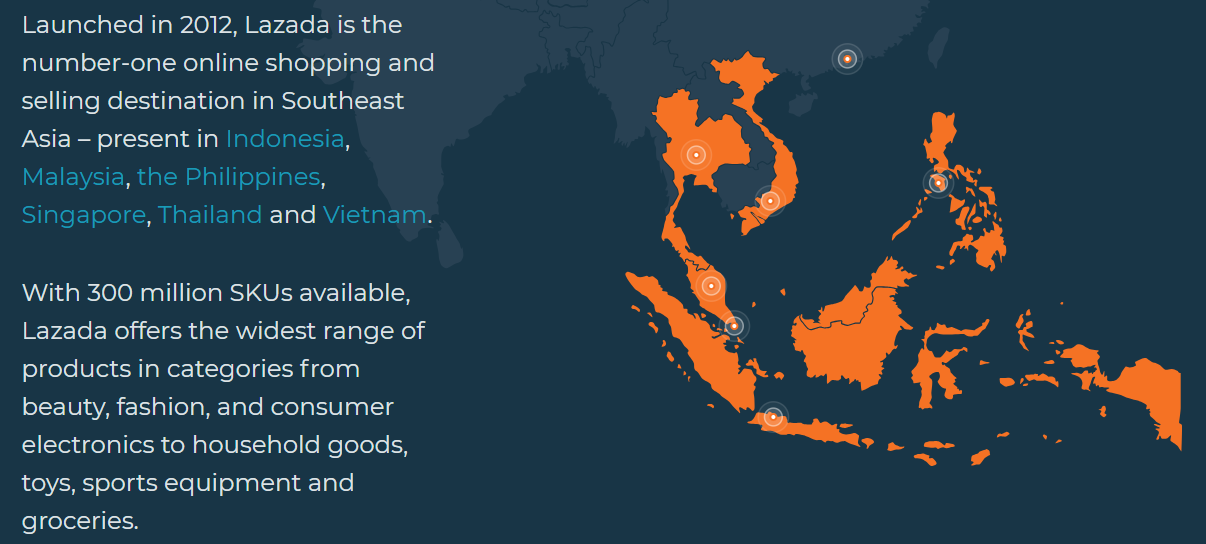 Launched in 2012, Lazada is the
number-one online shopping and
selling destination in Southeast
Asia – present in Indonesia,
Malaysia, the Philippines,
Singapore, Thailand and Vietnam.
With 300 million SKUs available,
Lazada offers the widest range of
products in categories from
beauty, fashion, and consumer
electronics to household goods,
toys, sports equipment and
groceries.